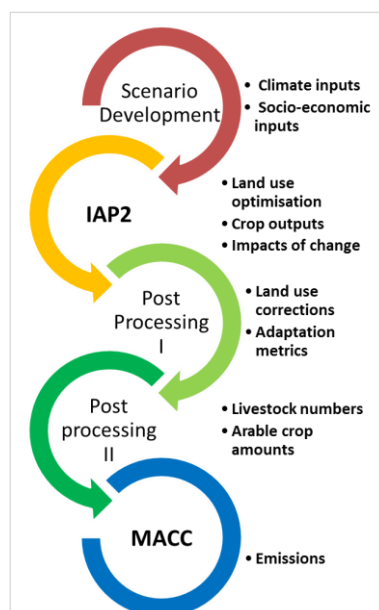 Scenario
Development
• Climate inputs
• Socio-economic
inputs
IAP2
• Land use
optimisation
• Crop outputs
• Impacts of change
Post
Processing
I
• Land use
corrections
• Adaptation
metrics
Post
processing
II
• Livestock numbers
• Arable crop
amounts
MACC
• Emissions